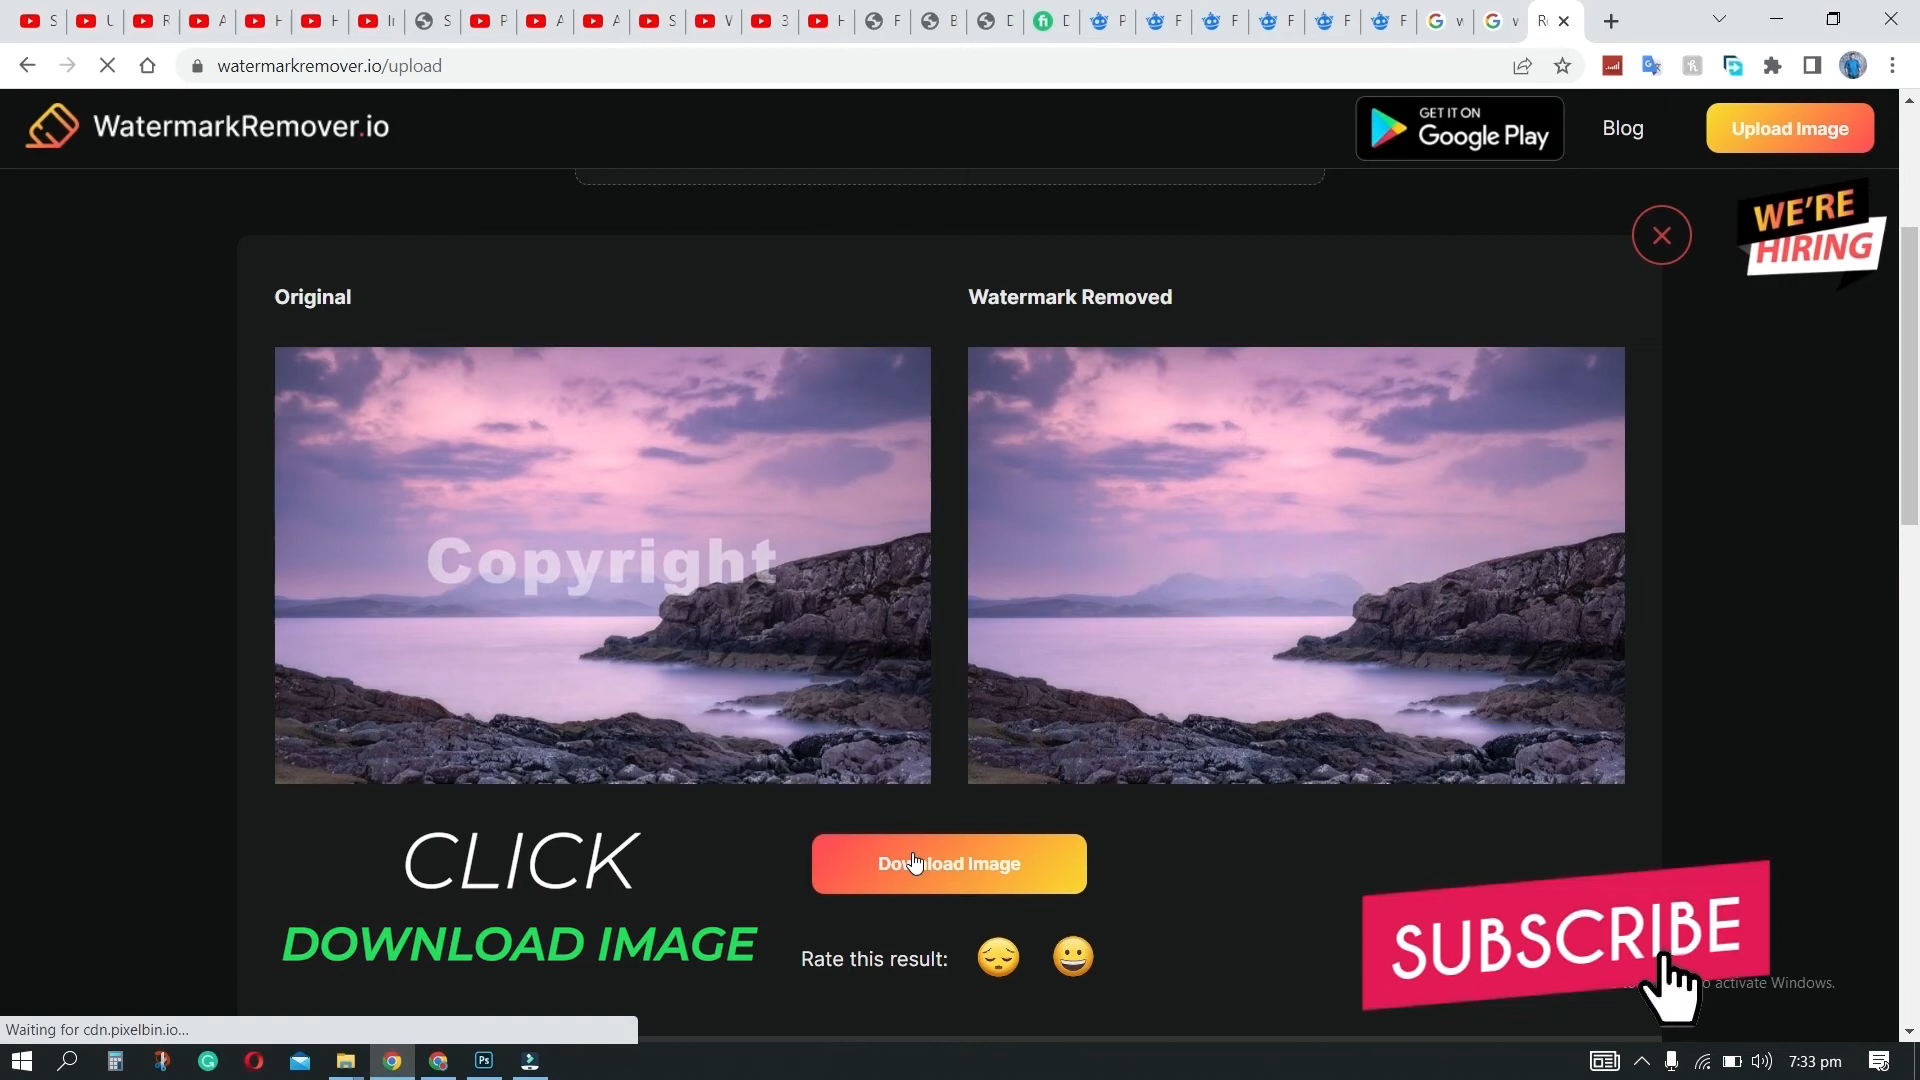 S
U
R
A
H
H
I
S
P
A
A
S
V
3
H
F
E
D
D
P
F
F
F
F
F
w
w
R
watermarkremover.io/upload
WatermarkRemover.io
GET IT ON
Google Play
Blog
Upload Image
WE'RE
HIRING
Original
Watermark Removed
Copyright
CLICK
DOWNLOAD IMAGE
Download Image
Rate this result:
SUBSCRIBE
activate Windows.
Waiting for cdn.pixelbin.io...
Ps
7:33 pm